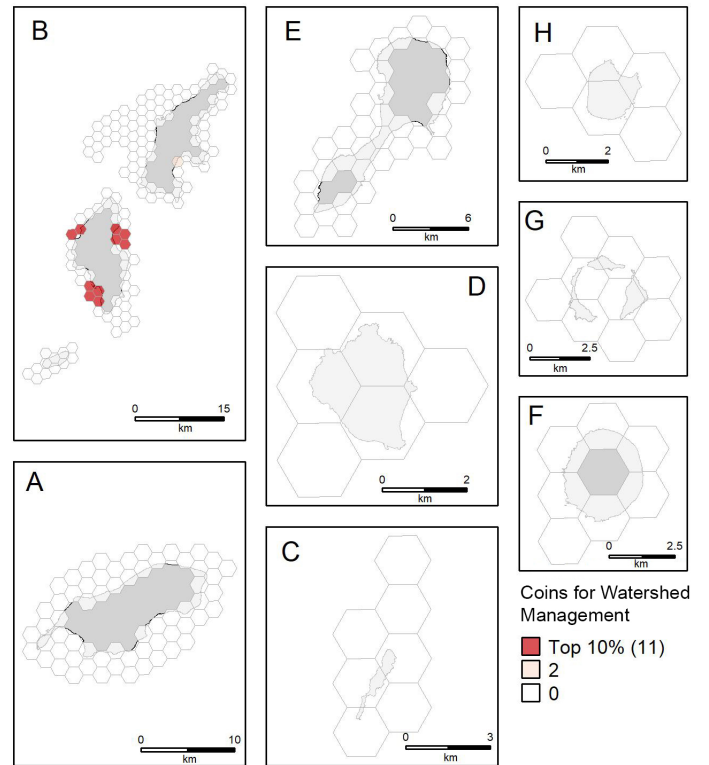 B
0 15
km
A
0 10
km
E
0 6
km
D
0 2
km
C
0 3
km
H
0 2
km
G
0 2.5
km
F
0 2.5
km
Coins for Watershed
Management
Top 10% (11)
2
0